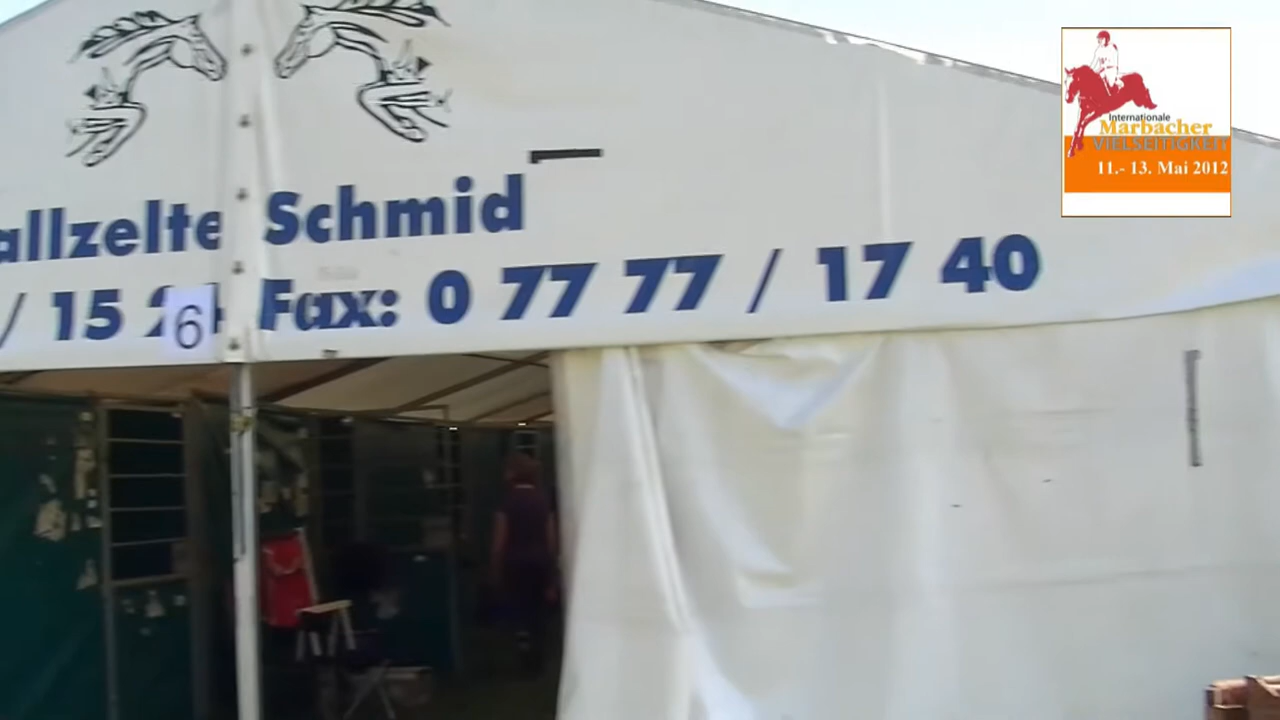 allzelte Schmid
/ 15 2
6
Fax: 0 77 77 / 17 40
Internationale
Marbacher
VIELSEITIGKEIT
11.- 13. Mai 2012